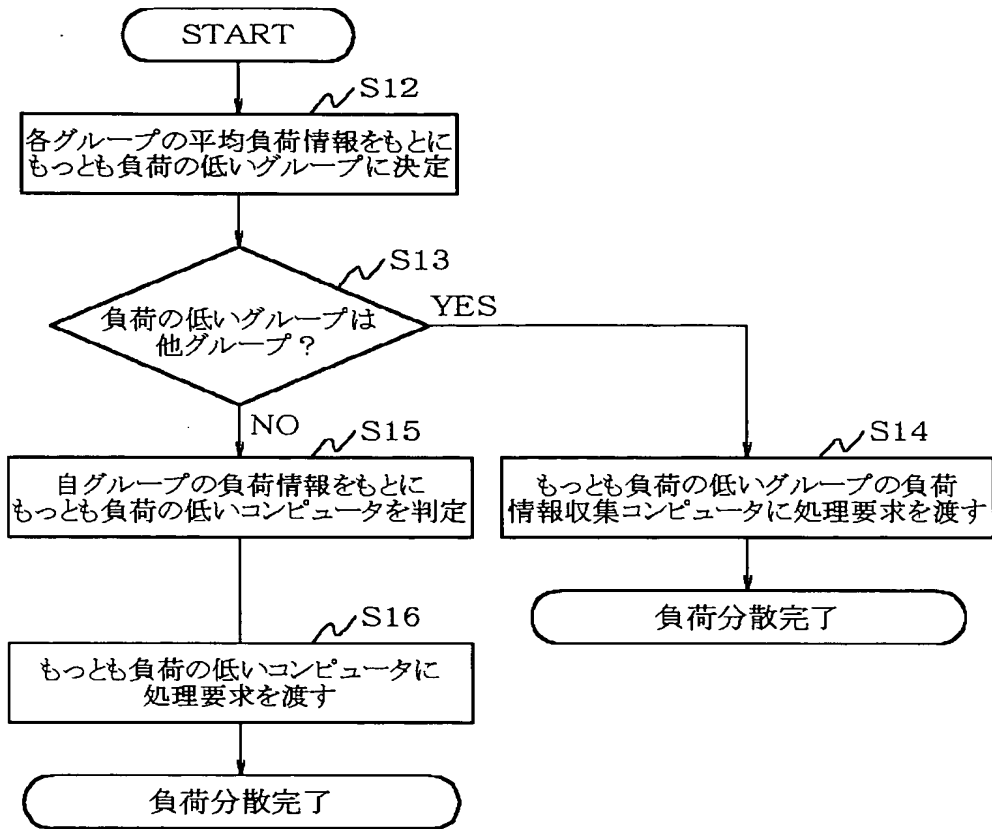 START
S12
各グループの平均負荷情報をもとに
もっとも負荷の低いグループに決定
S13
負荷の低いグループは
他グループ？
YES
NO
S15
自グループの負荷情報をもとに
もっとも負荷の低いコンピュータを判定
S14
もっとも負荷の低いグループの負荷
情報収集コンピュータに処理要求を渡す
負荷分散完了
S16
もっとも負荷の低いコンピュータに
処理要求を渡す
負荷分散完了